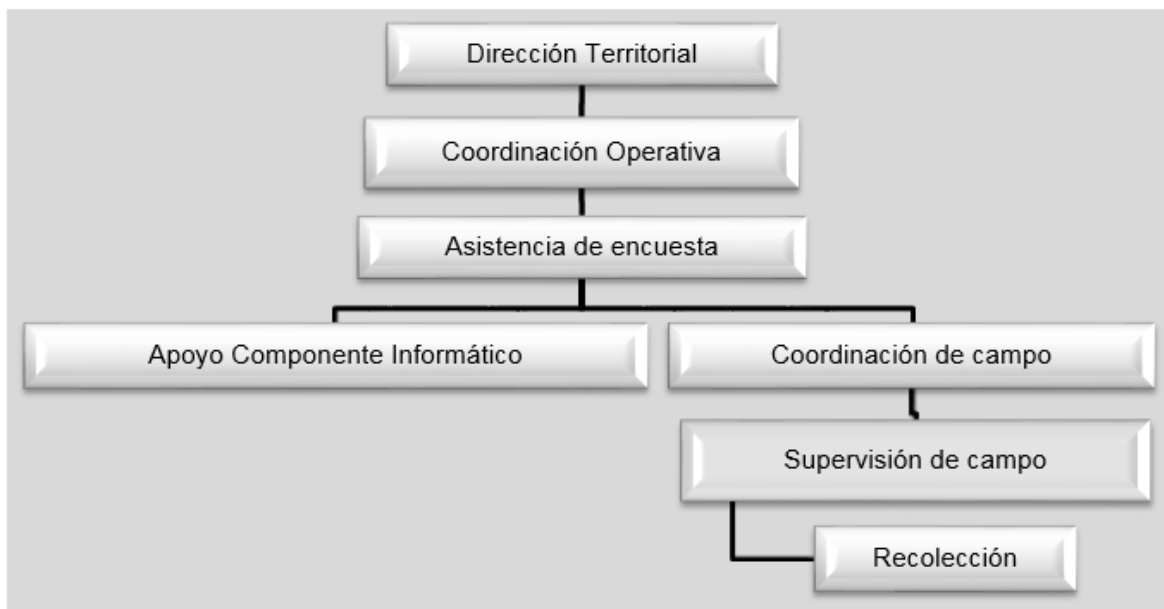 Dirección Territorial
Coordinación Operativa
Asistencia de encuesta
Apoyo Componente Informático
Coordinación de campo
Supervisión de campo
Recolección